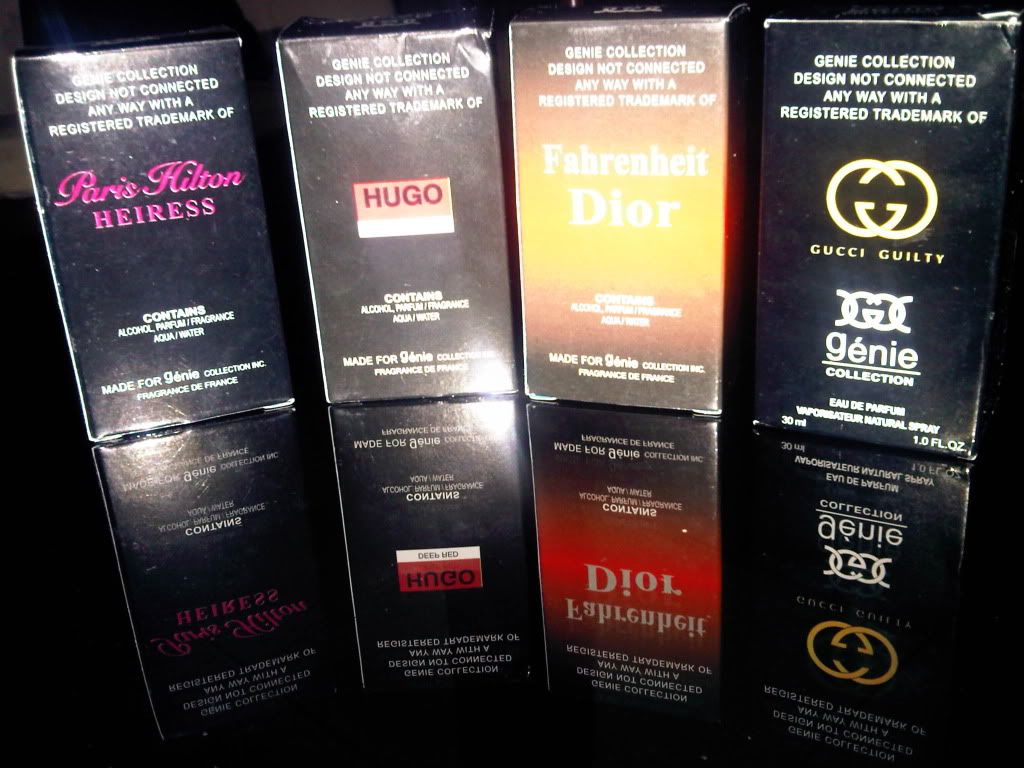 GENIE COLLECTION
DESIGN NOT CONNECTED
ANY WAY WITH A
REGISTERED TRADEMARK OF
Paris Hilton
HEIRESS
CONTAINS
ALCOHOL, PARFUM / FRAGRANCE
AQUA / WATER
MADE FOR génie COLLECTION INC.
FRAGRANCE DE FRANCE
GENIE COLLECTION
DESIGN NOT CONNECTED
ANY WAY WITH A
REGISTERED TRADEMARK OF
HUGO
CONTAINS
ALCOHOL, PARFUM / FRAGRANCE
AQUA / WATER
MADE FOR génie COLLECTION INC.
FRAGRANCE DE FRANCE
GENIE COLLECTION
DESIGN NOT CONNECTED
ANY WAY WITH A
REGISTERED TRADEMARK OF
Fahrenheit
Dior
CONTAINS
ALCOHOL, PARFUM / FRAGRANCE
AQUA / WATER
MADE FOR génie COLLECTION INC.
FRAGRANCE DE FRANCE
GENIE COLLECTION
DESIGN NOT CONNECTED
ANY WAY WITH A
REGISTERED TRADEMARK OF
GUCCI GUILTY
génie
COLLECTION
EAU DE PARFUM
VAPORISATEUR NATURAL SPRAY
30 ml 1.0 FL.OZ
DEEP RED